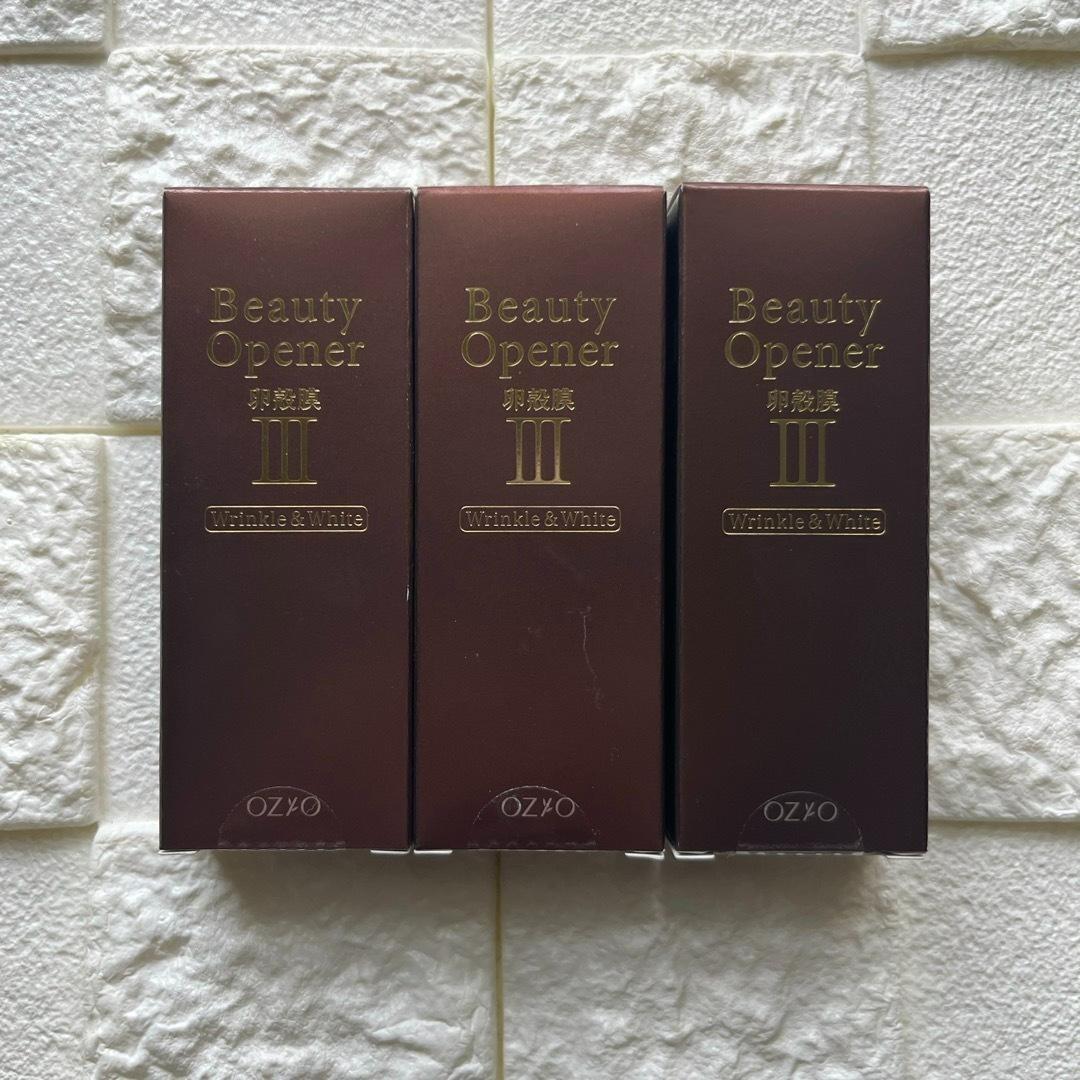 Beauty
Opener
卵殻膜
III
Wrinkle&White
OZIO
Beauty
Opener
卵殻膜
III
Wrinkle&White
OZIO
Beauty
Opener
卵殻膜
III
Wrinkle&White
OZIO